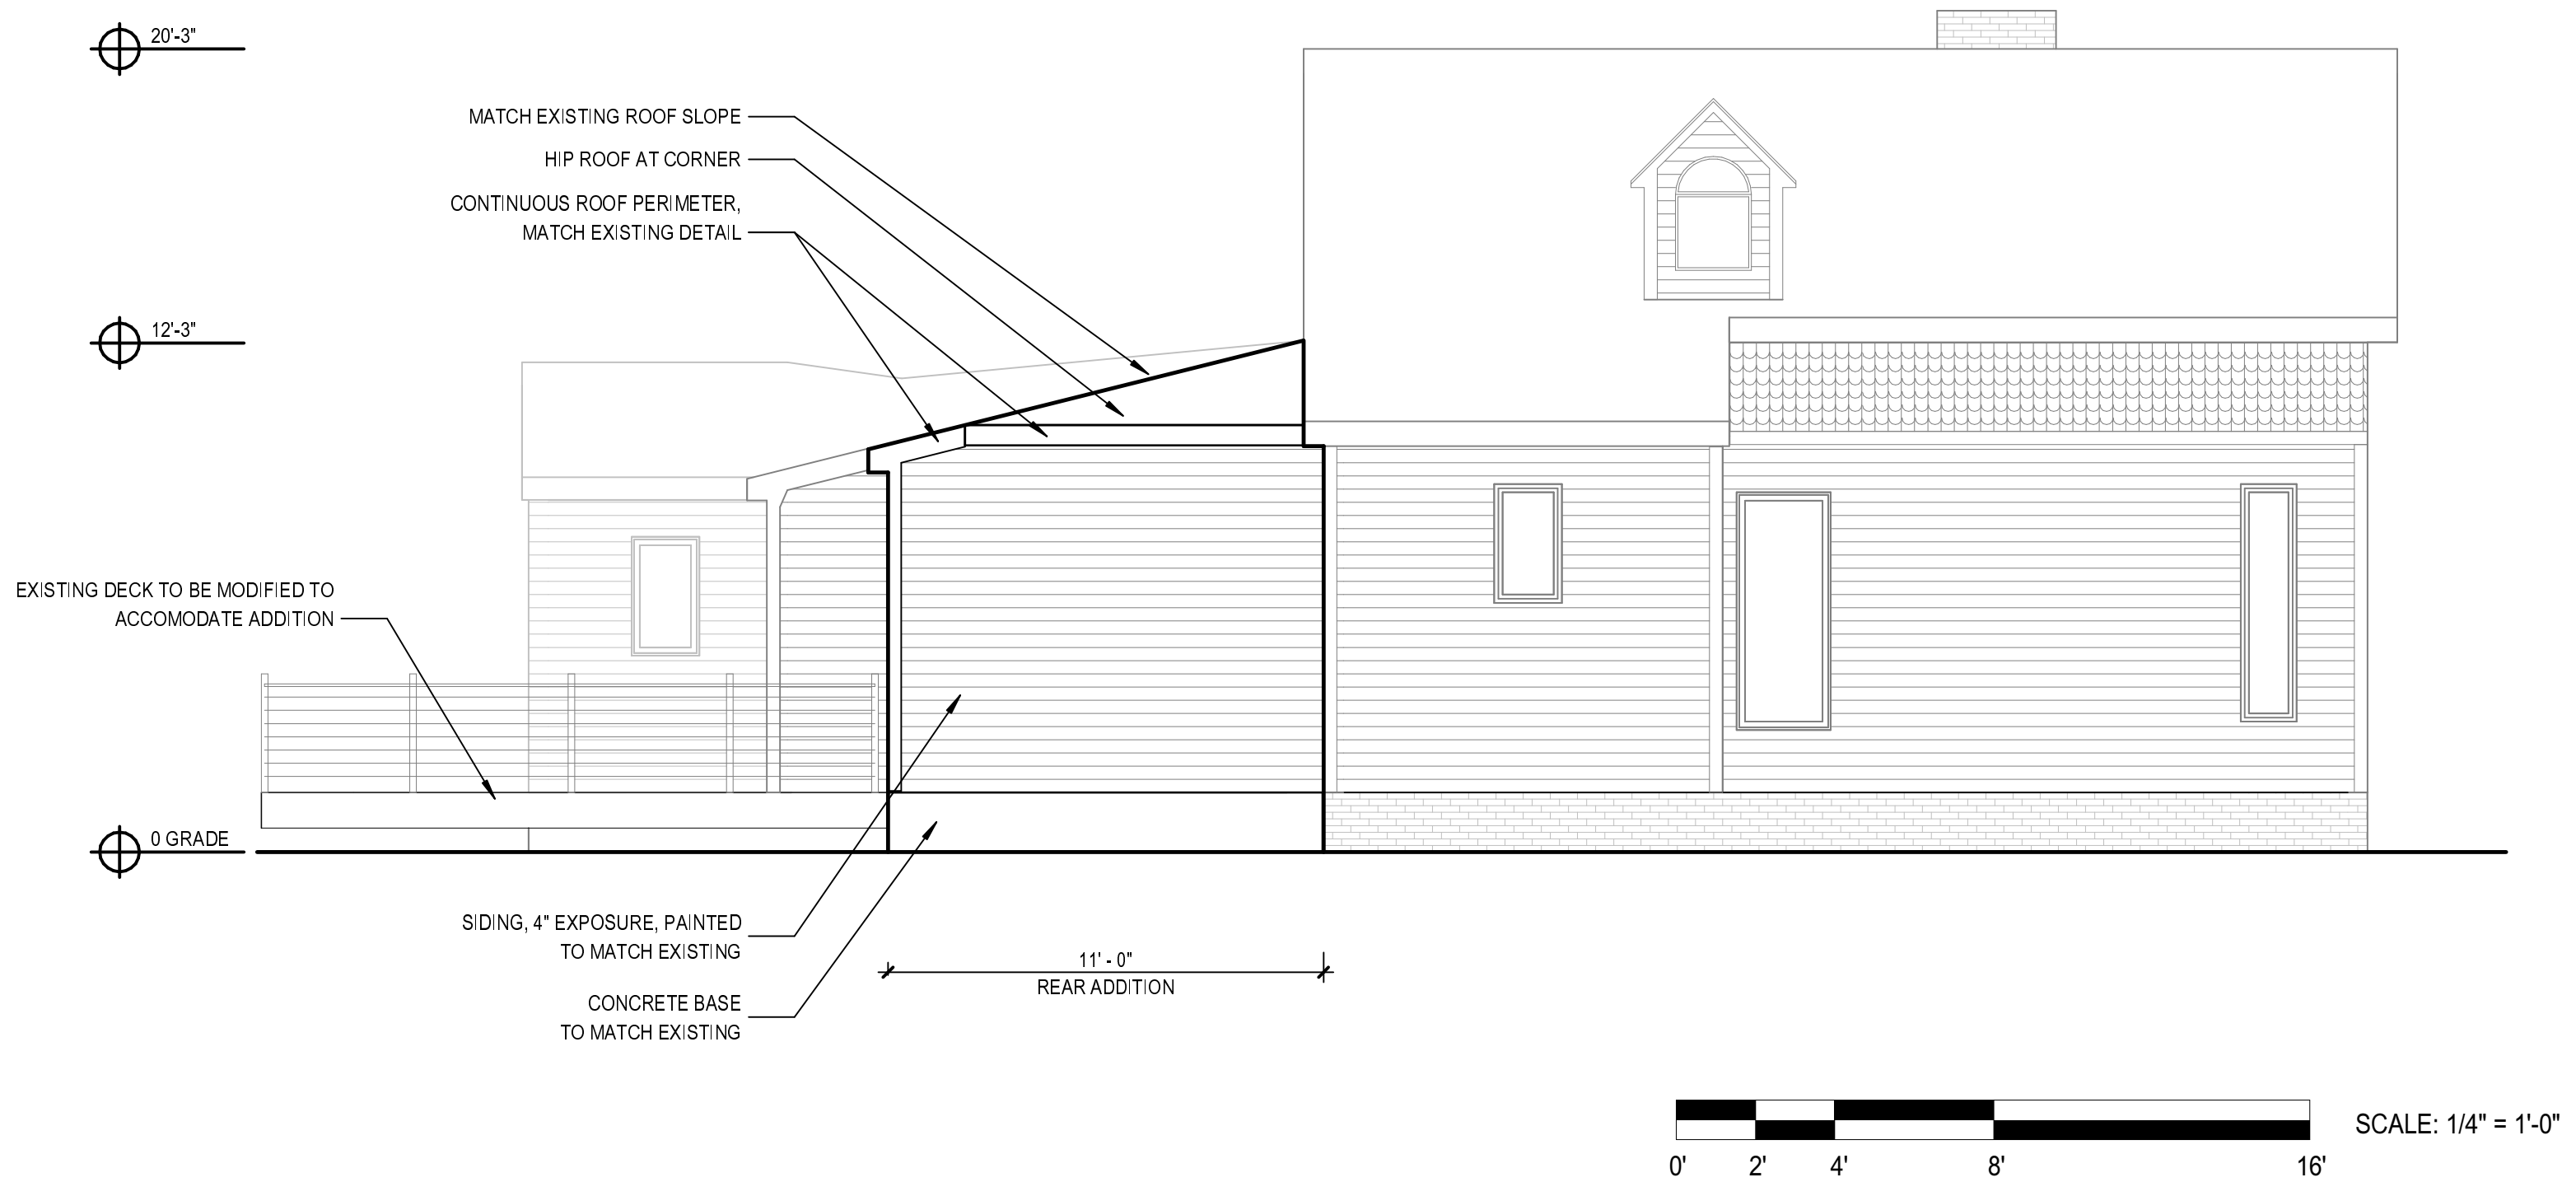 20'-3"
MATCH EXISTING ROOF SLOPE
HIP ROOF AT CORNER
CONTINUOUS ROOF PERIMETER,
MATCH EXISTING DETAIL
12'-3"
EXISTING DECK TO BE MODIFIED TO
ACCOMODATE ADDITION
0 GRADE
SIDING, 4" EXPOSURE, PAINTED
TO MATCH EXISTING
11' - 0"
REAR ADDITION
CONCRETE BASE
TO MATCH EXISTING
SCALE: 1/4" = 1'-0"
0' 2' 4' 8' 16'